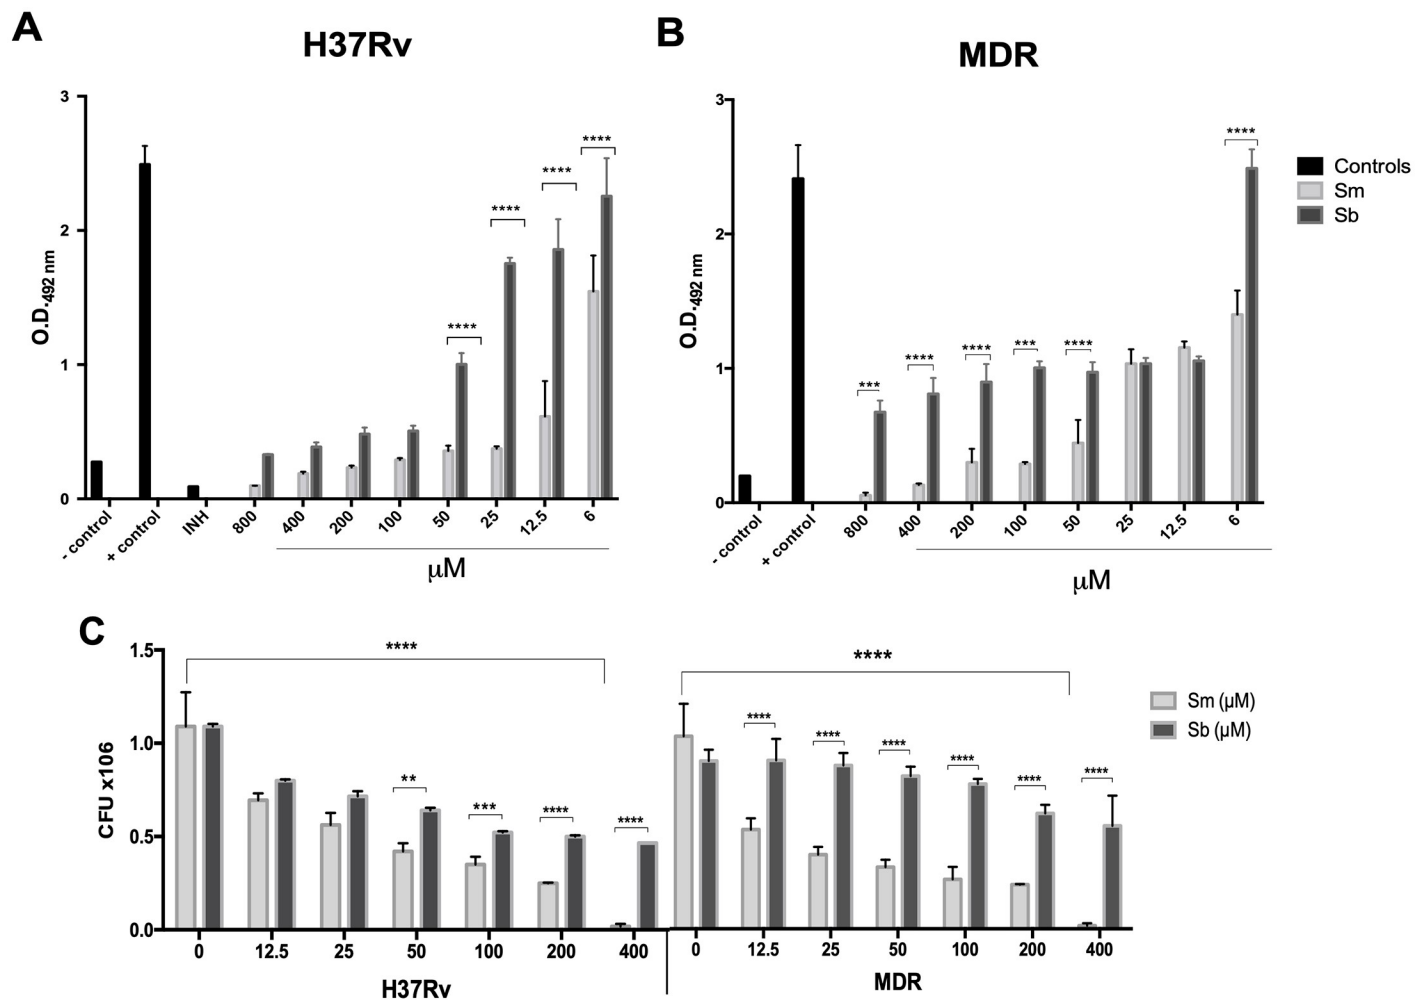 A
H37Rv
B
MDR
3
2
1
0
O.D.492 nm
****
****
****
****
- control
+ control
INH
800
400
200
100
50
25
12.5
6
μM
3
2
1
0
O.D.492 nm
***
****
****
***
****
****
- control
+ control
800
400
200
100
50
25
12.5
6
μM
Controls
Sm
Sb
C
1.5
1.0
0.5
0.0
CFU x106
****
**
***
****
****
0
12.5
25
50
100
200
400
H37Rv
****
****
****
****
****
****
****
0
12.5
25
50
100
200
400
MDR
Sm (μM)
Sb (μM)